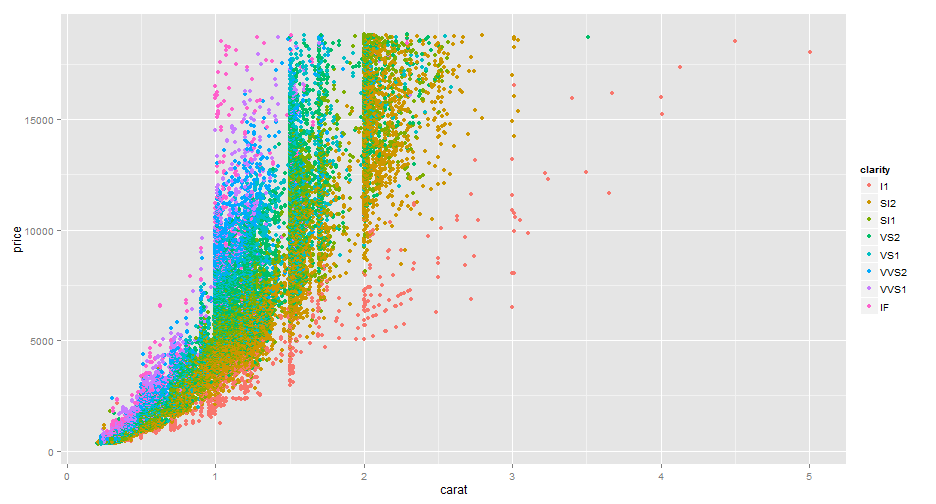 15000
10000
5000
0
price
0 1 2 3 4 5
carat
clarity
I1
SI2
SI1
VS2
VS1
VVS2
VVS1
IF